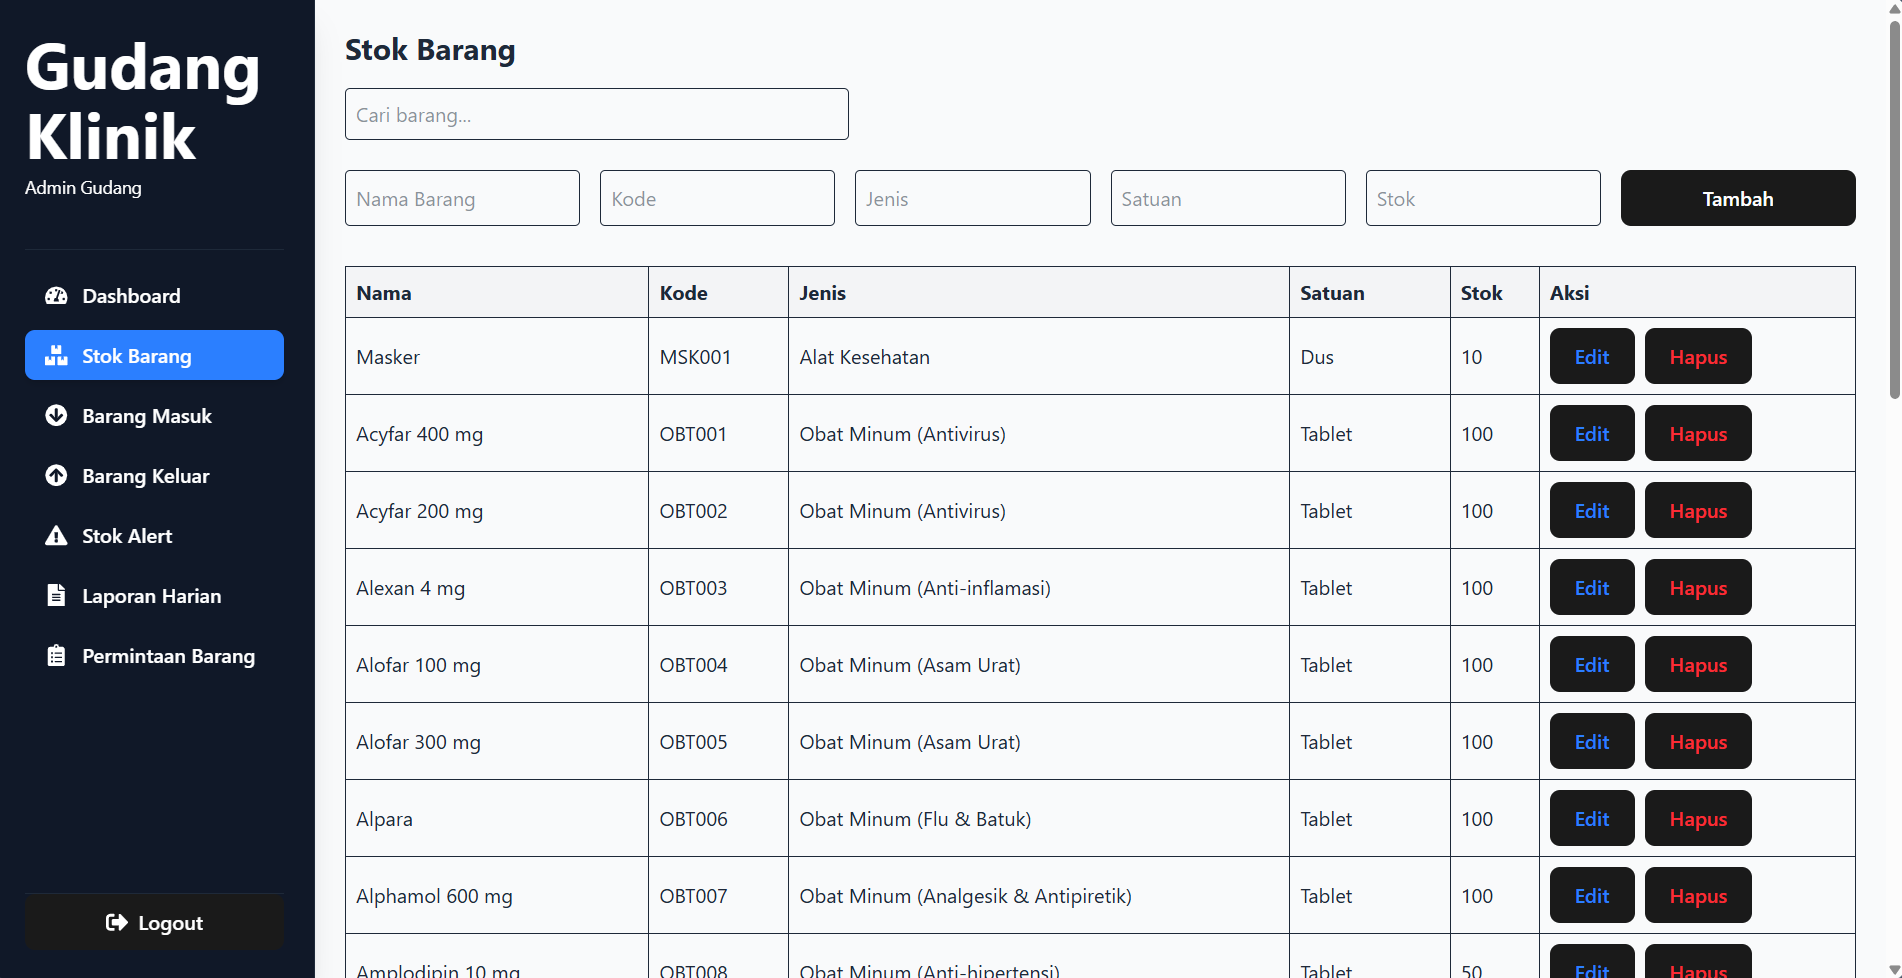 Gudang
Klinik
Admin Gudang
Dashboard
Stok Barang
Barang Masuk
Barang Keluar
Stok Alert
Laporan Harian
Permintaan Barang
Logout
Stok Barang
Cari barang...
Nama Barang Kode Jenis Satuan Stok Tambah
Nama Kode Jenis Satuan Stok Aksi
Masker MSK001 Alat Kesehatan Dus 10 Edit Hapus
Acyfar 400 mg OBT001 Obat Minum (Antivirus) Tablet 100 Edit Hapus
Acyfar 200 mg OBT002 Obat Minum (Antivirus) Tablet 100 Edit Hapus
Alexan 4 mg OBT003 Obat Minum (Anti-inflamasi) Tablet 100 Edit Hapus
Alofar 100 mg OBT004 Obat Minum (Asam Urat) Tablet 100 Edit Hapus
Alofar 300 mg OBT005 Obat Minum (Asam Urat) Tablet 100 Edit Hapus
Alpara OBT006 Obat Minum (Flu & Batuk) Tablet 100 Edit Hapus
Alphamol 600 mg OBT007 Obat Minum (Analgesik & Antipiretik) Tablet 100 Edit Hapus
Amplodipin 10 mg OBT008 Obat Minum (Anti-hipertensi) Tablet 50 Edit Hapus